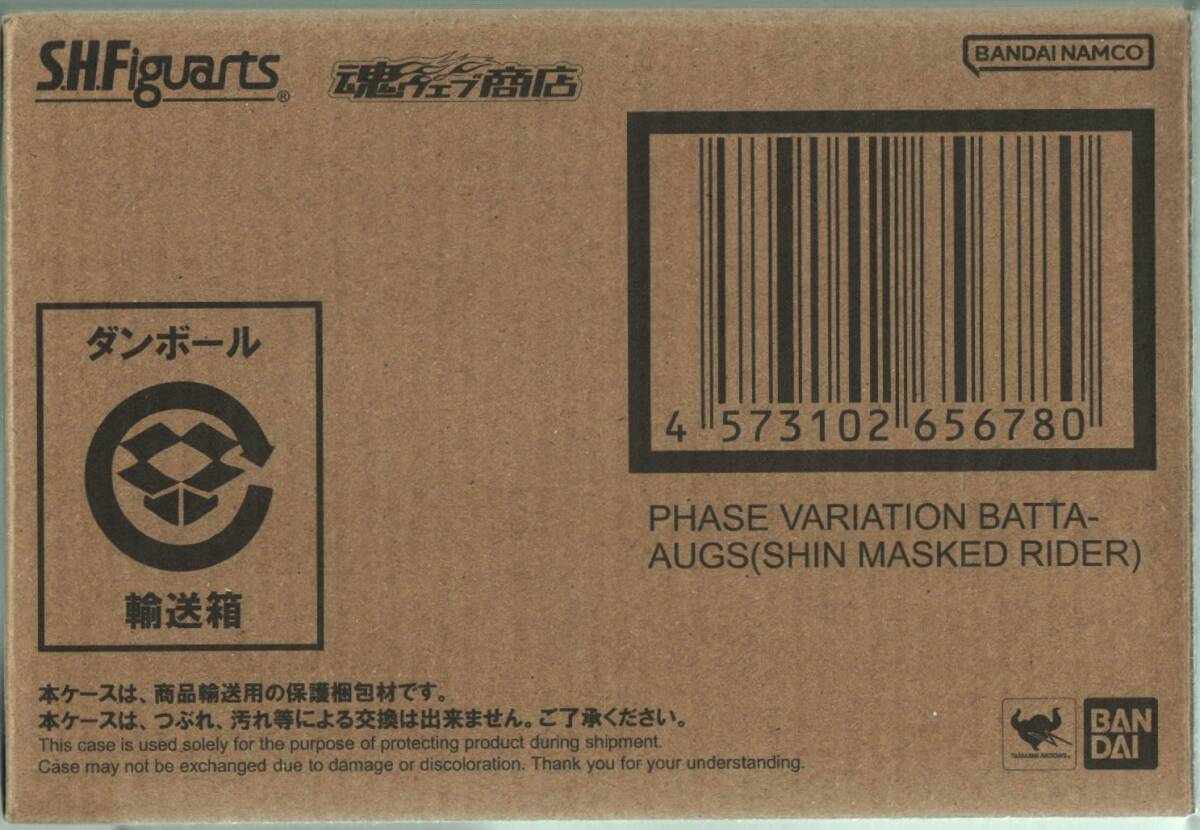 S.H.Figuarts®
魂ウェブ商店
BANDAI NAMCO
4 573102 656780
PHASE VARIATION BATTA-
AUGS(SHIN MASKED RIDER)
ダンボール
輸送箱
本ケースは、商品輸送用の保護梱包材です。
本ケースは、つぶれ、汚れ等による交換は出来ません。ご了承ください。
This case is used solely for the purpose of protecting product during shipment.
Case may not be exchanged due to damage or discoloration. Thank you for your understanding.
TAMASHII NATIONS
BAN
DAI